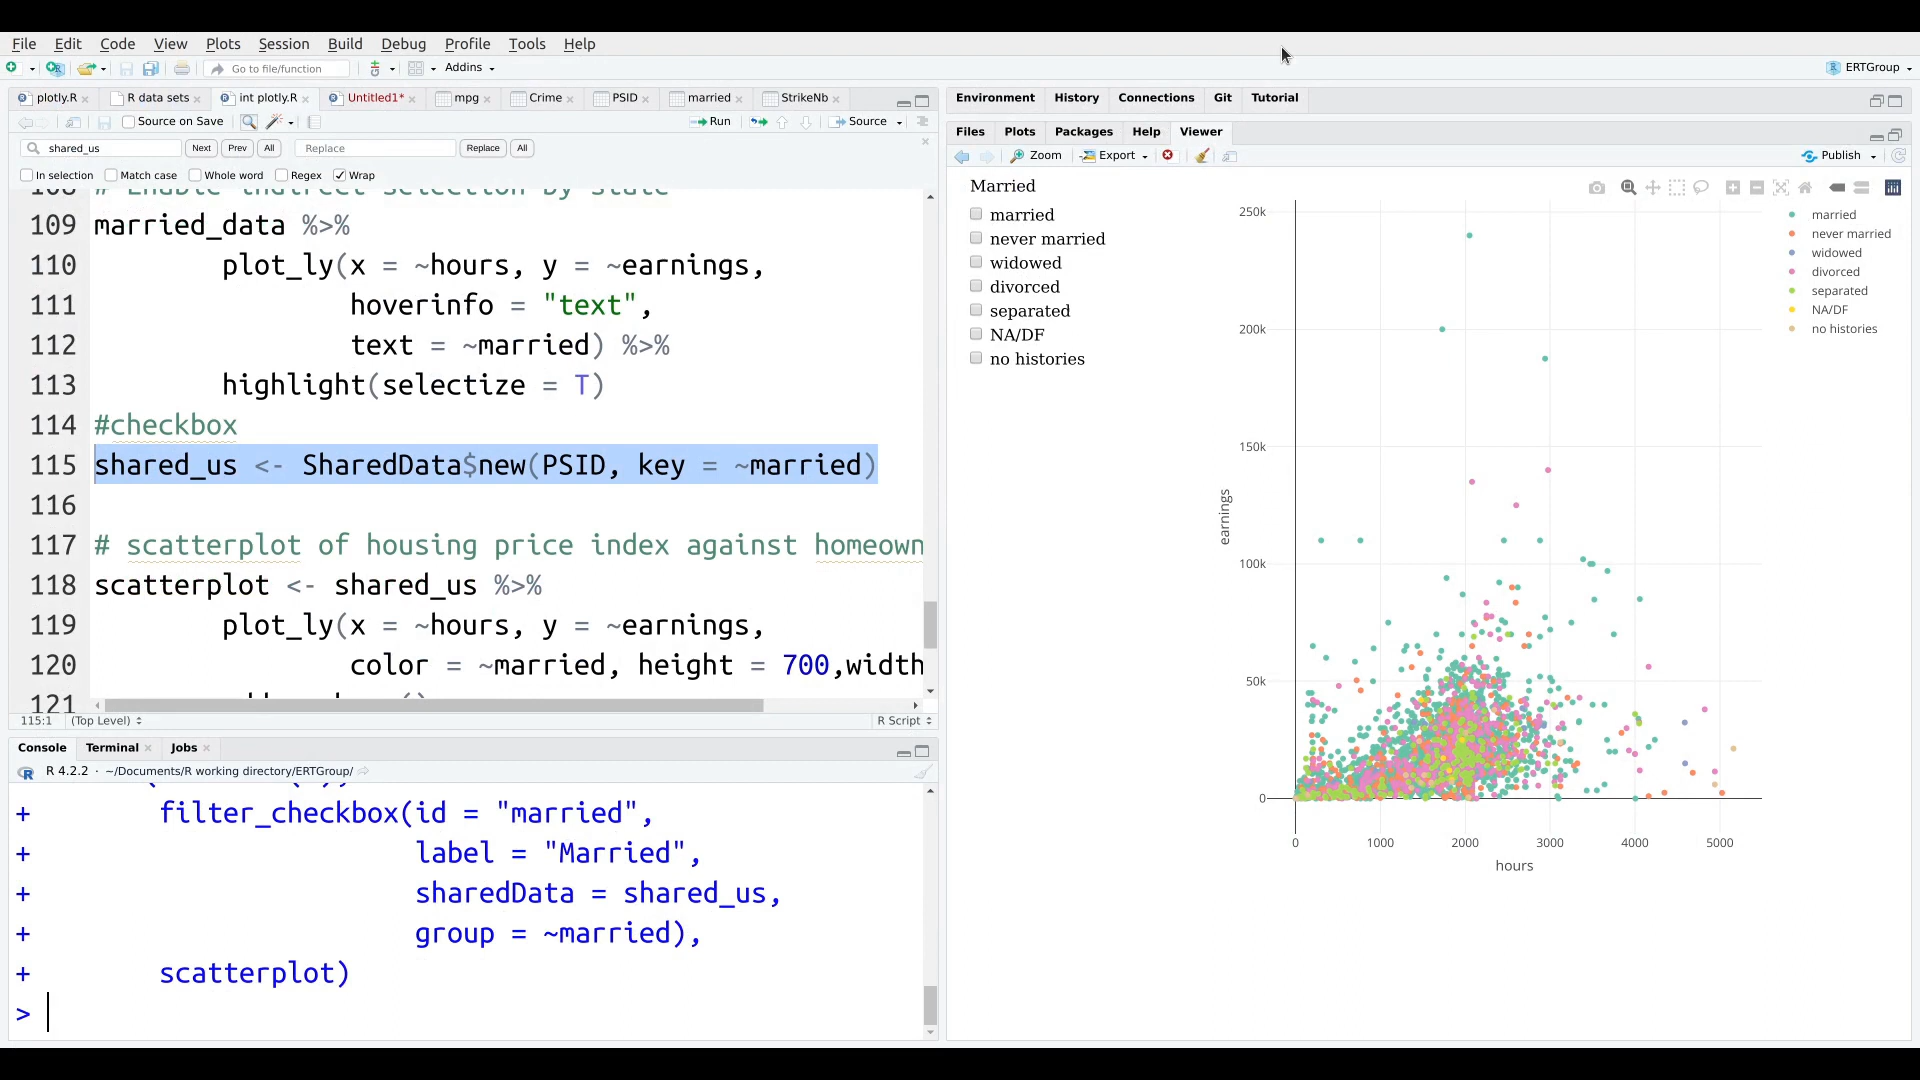 File Edit Code View Plots Session Build Debug Profile Tools Help
Go to file/function Addins ERTGroup
plotly.R R data sets int plotly.R Untitled1* mpg Crime PSID married StrikeNb
Source on Save Run Source
shared_us Next Prev All Replace Replace All
In selection Match case Whole word Regex Wrap
108 # Enable indirect selection by state
109 married_data %>%
110 plot_ly(x = ~hours, y = ~earnings,
111 hoverinfo = "text",
112 text = ~married) %>%
113 highlight(selectize = T)
114 #checkbox
115 shared_us <- SharedData$new(PSID, key = ~married)
116
117 # scatterplot of housing price index against homeown
118 scatterplot <- shared_us %>%
119 plot_ly(x = ~hours, y = ~earnings,
120 color = ~married, height = 700,width
121
115:1 (Top Level) R Script
Console Terminal Jobs
R 4.2.2 · ~/Documents/R working directory/ERTGroup/
+ filter_checkbox(id = "married",
+ label = "Married",
+ sharedData = shared_us,
+ group = ~married),
+ scatterplot)
>
Environment History Connections Git Tutorial
Files Plots Packages Help Viewer
Zoom Export Publish
Married
married
never married
widowed
divorced
separated
NA/DF
no histories
250k
200k
150k
100k
50k
0
earnings
0 1000 2000 3000 4000 5000
hours
married
never married
widowed
divorced
separated
NA/DF
no histories